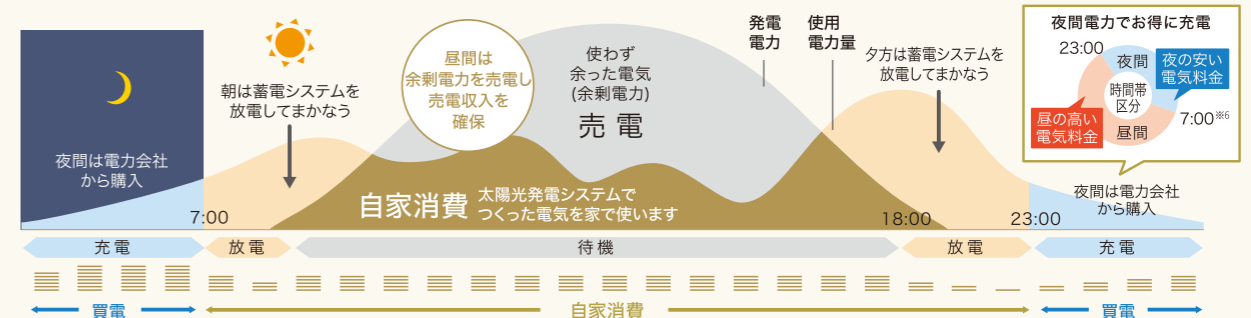 夜間は電力会社
から購入
朝は蓄電システムを
放電してまかなう
昼間は
余剰電力を売電し
売電収入を
確保
使わず
余った電気
(余剰電力)
売電
発電
電力
使用
電力量
夕方は蓄電システムを
放電してまかなう
夜間電力でお得に充電
23:00
夜間
夜の安い
電気料金
時間帯
区分
昼の高い
電気料金
昼間
7:00※6
夜間は電力会社
から購入
自家消費
太陽光発電システムで
つくった電気を家で使います
7:00
18:00
23:00
充電
放電
待機
放電
充電
買電
自家消費
買電